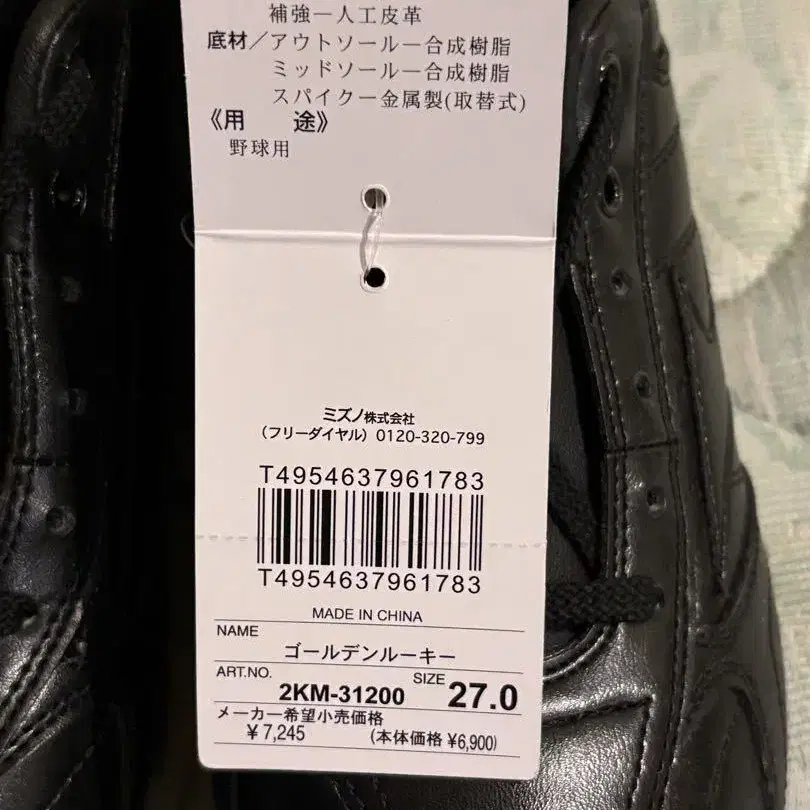 補強ー人工皮革
底材／アウトソールー合成樹脂
ミッドソールー合成樹脂
スパイクー金属製(取替式)
《用　途》
野球用
ミズノ株式会社
（フリーダイヤル）0120-320-799
T4954637961783
T4954637961783
MADE IN CHINA
NAME
ゴールデンルーキー
ART.NO. 2KM-31200 SIZE 27.0
メーカー希望小売価格
¥7,245 (本体価格 ¥6,900)